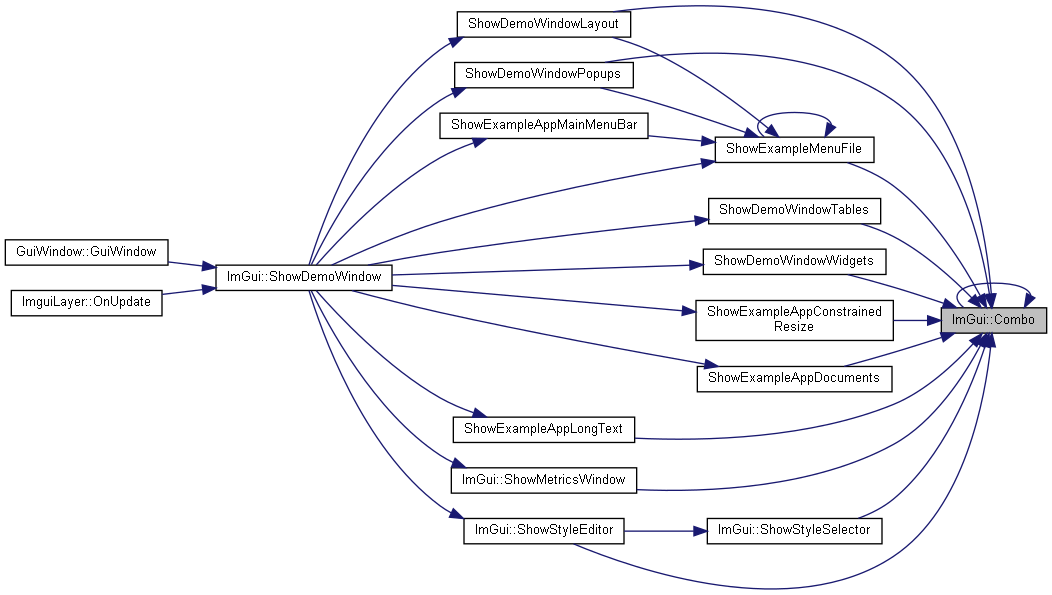 ShowDemoWindowLayout
ShowDemoWindowPopups
ShowExampleAppMainMenuBar
ShowExampleMenuFile
ShowDemoWindowTables
GuiWindow::GuiWindow
ShowDemoWindowWidgets
ImGui::ShowDemoWindow
ImguiLayer::OnUpdate
ShowExampleAppConstrained
Resize
ImGui::Combo
ShowExampleAppDocuments
ShowExampleAppLongText
ImGui::ShowMetricsWindow
ImGui::ShowStyleEditor
ImGui::ShowStyleSelector